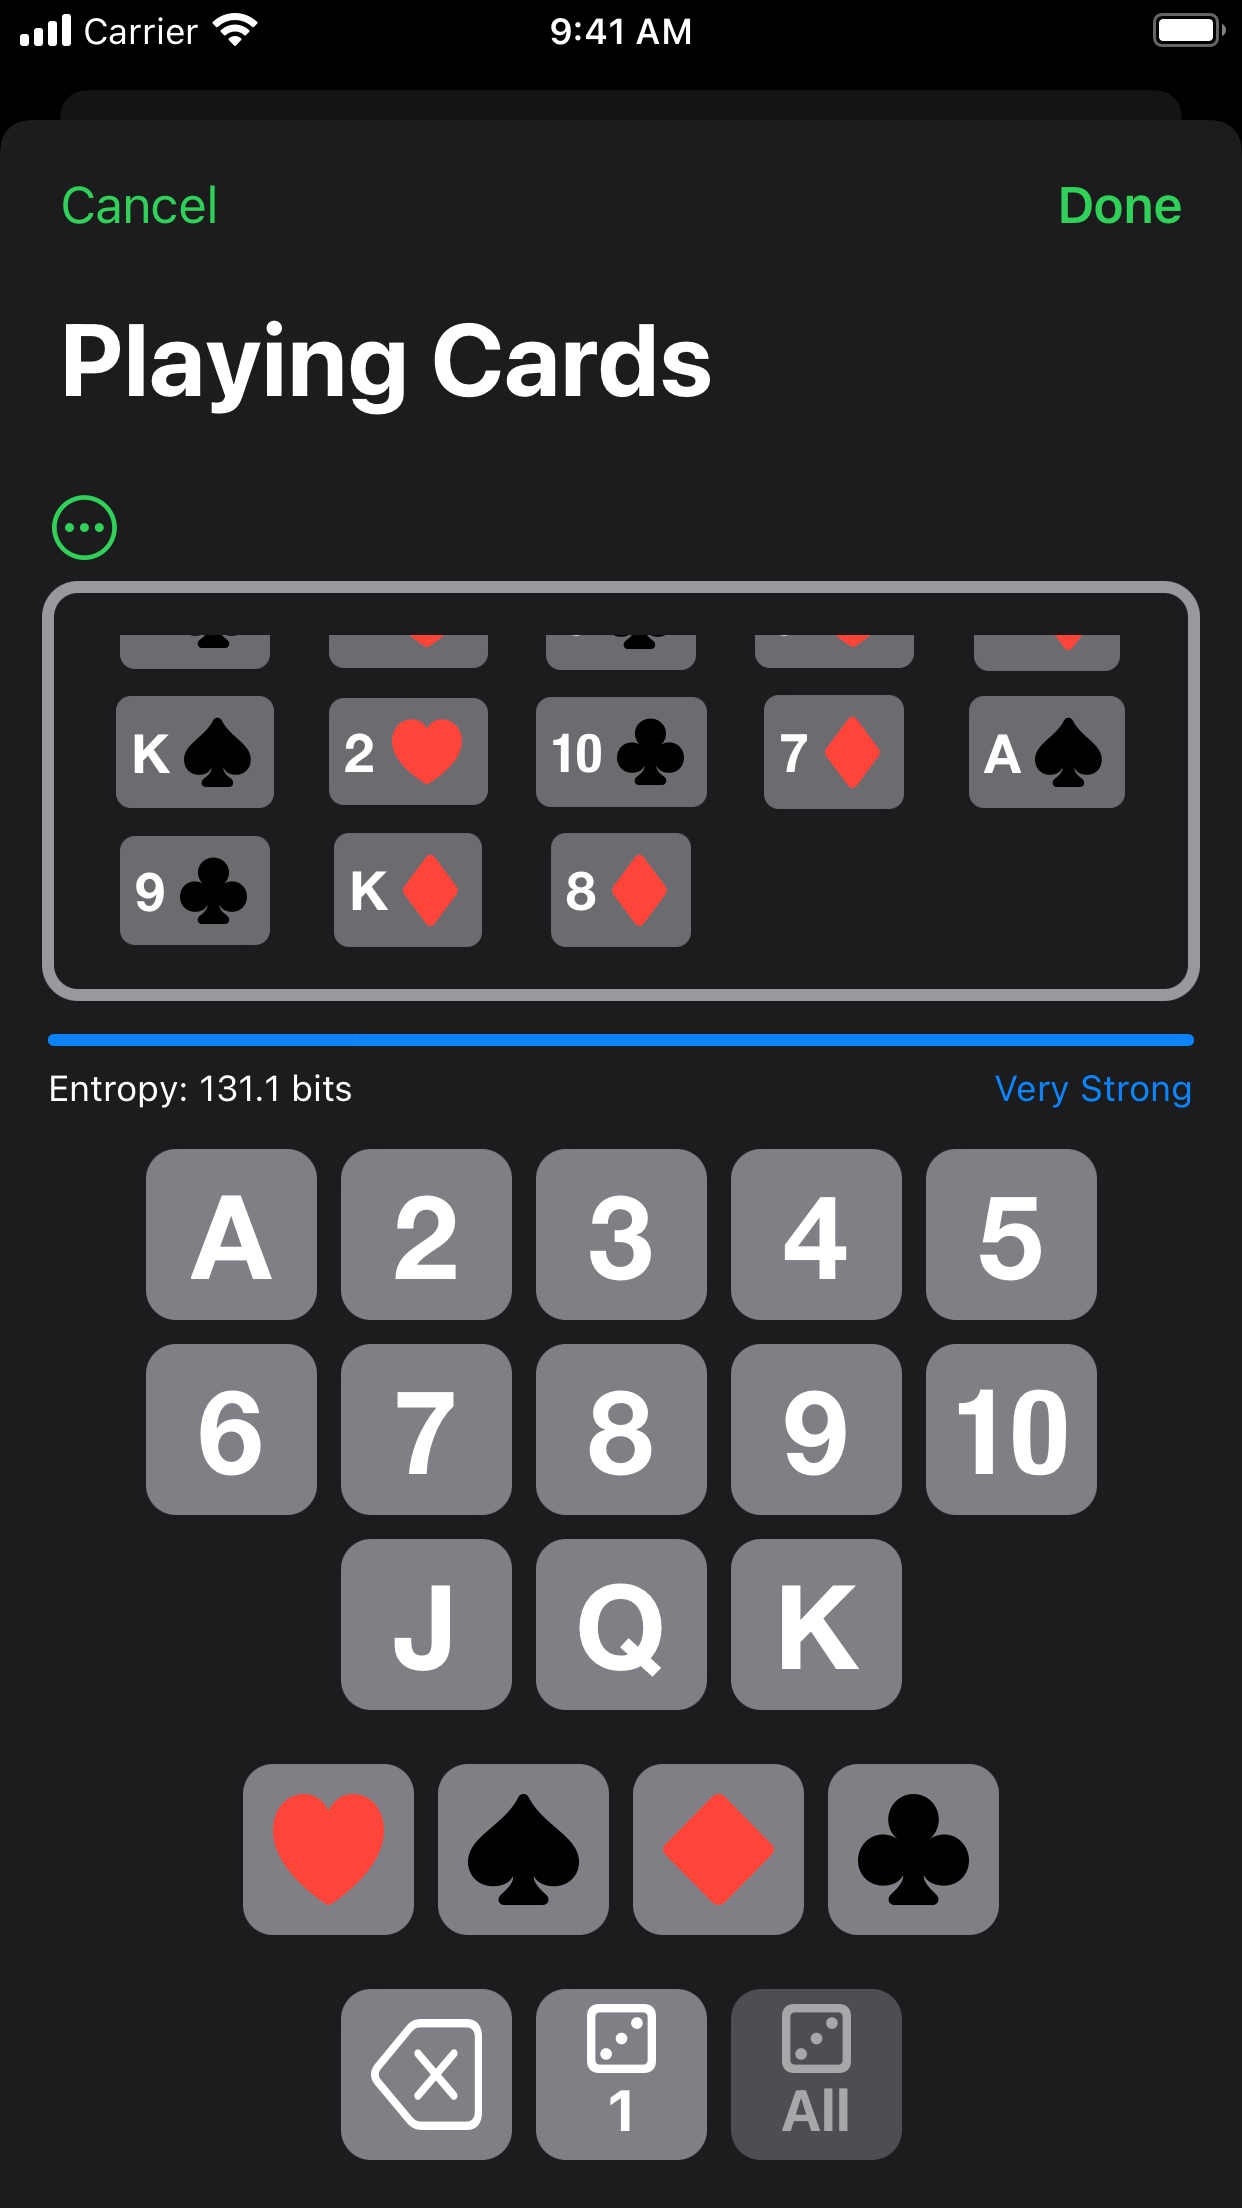 Carrier 9:41 AM
Cancel Done
Playing Cards
K 2 10 7 A
9 K 8
Entropy: 131.1 bits Very Strong
A 2 3 4 5
6 7 8 9 10
J Q K
1 All